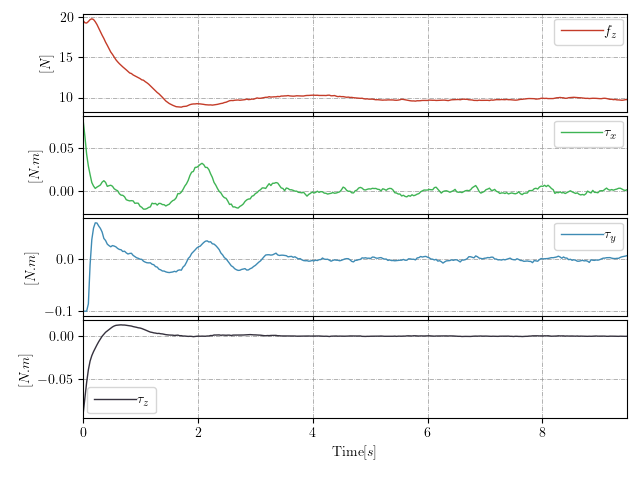 20
15
10
[N]
f_z
0.05
0.00
[N.m]
τ_x
0.0
−0.1
[N.m]
τ_y
0.00
−0.05
[N.m]
τ_z
0 2 4 6 8
Time[s]